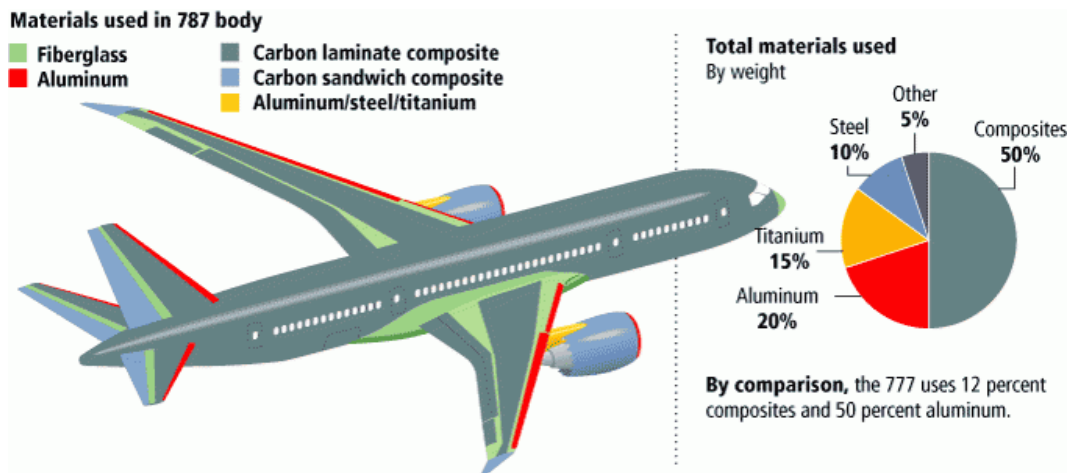 Materials used in 787 body
Fiberglass
Aluminum
Carbon laminate composite
Carbon sandwich composite
Aluminum/steel/titanium
Total materials used
By weight
Other
5%
Steel
10%
Composites
50%
Titanium
15%
Aluminum
20%
By comparison, the 777 uses 12 percent
composites and 50 percent aluminum.